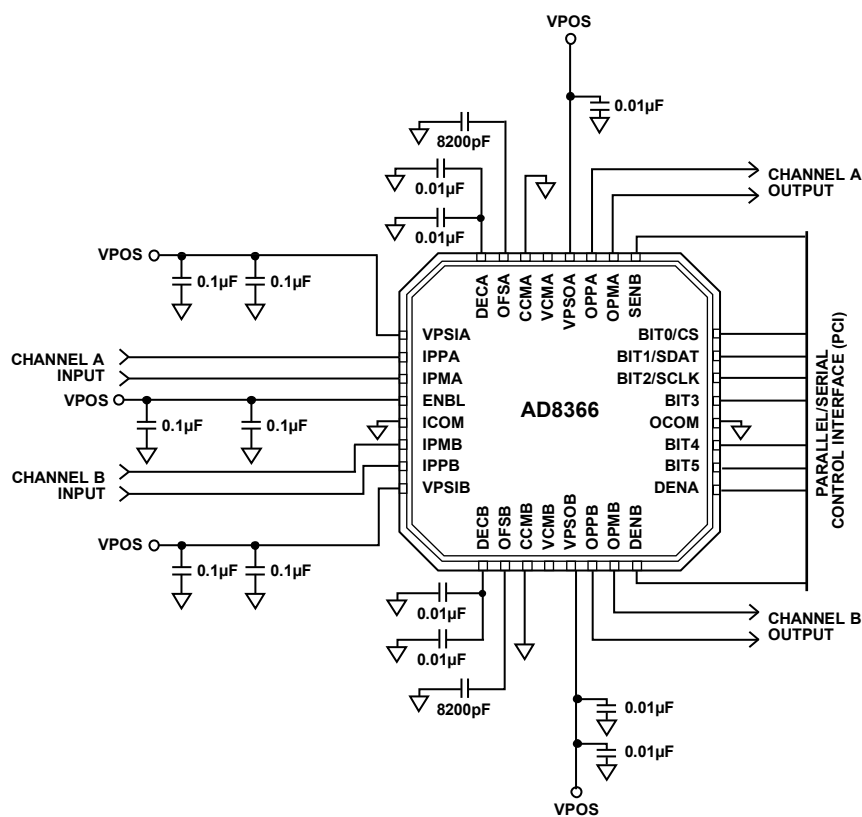 VPOS
0.01µF
8200pF
0.01µF
0.01µF
CHANNEL A
OUTPUT
VPOS
0.1µF
0.1µF
DECA
OFSA
CCMA
VCMA
VPSOA
OPPA
OPMA
SENB
CHANNEL A
INPUT
VPOS
0.1µF
0.1µF
CHANNEL B
INPUT
VPSIA
IPPA
IPMA
ENBL
ICOM
IPMB
IPPB
VPSIB
AD8366
BIT0/CS
BIT1/SDAT
BIT2/SCLK
BIT3
OCOM
BIT4
BIT5
DENA
PARALLEL/SERIAL
CONTROL INTERFACE (PCI)
VPOS
0.1µF
0.1µF
DECB
OFSB
CCMB
VCMB
VPSOB
OPPB
OPMB
DENB
0.01µF
0.01µF
8200pF
CHANNEL B
OUTPUT
0.01µF
0.01µF
VPOS